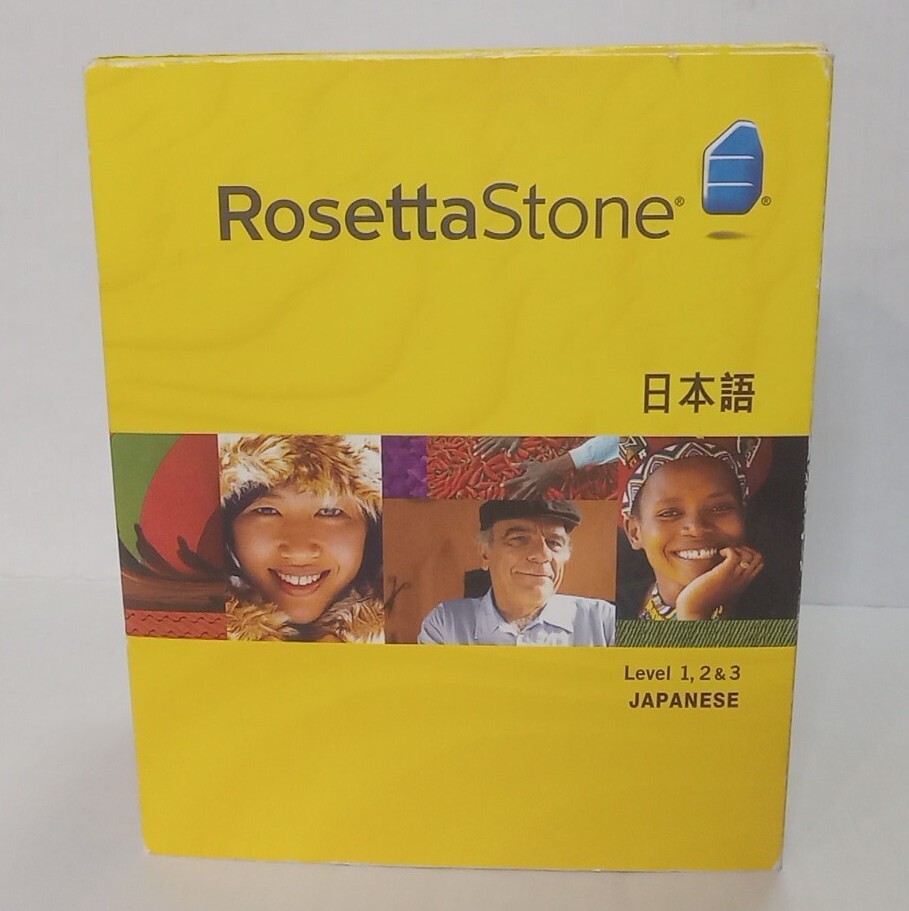 RosettaStone® ®
日本語
Level 1, 2 & 3
JAPANESE